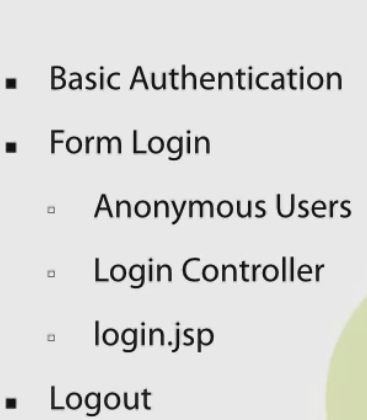 Basic Authentication
Form Login
Anonymous Users
Login Controller
login.jsp
Logout